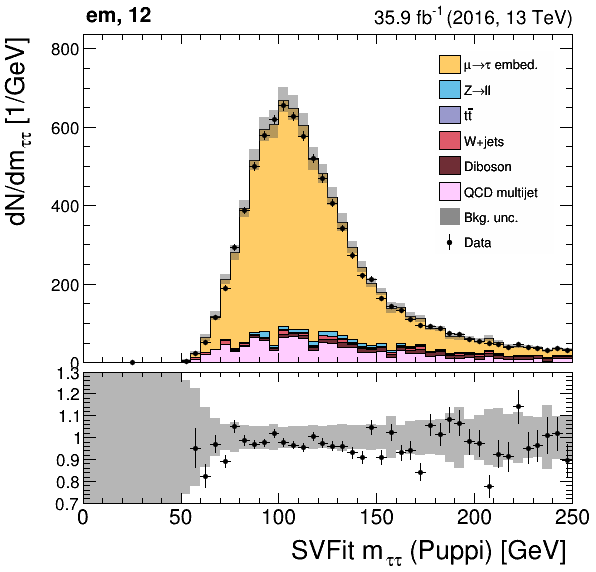 em, 12
35.9 fb⁻¹ (2016, 13 TeV)
dN/dmττ [1/GeV]
800
600
400
200
0
μ→τ embed.
Z→ll
tt̄
W+jets
Diboson
QCD multijet
Bkg. unc.
Data
1.3
1.2
1.1
1
0.9
0.8
0.7
0 50 100 150 200 250
SVFit mττ (Puppi) [GeV]